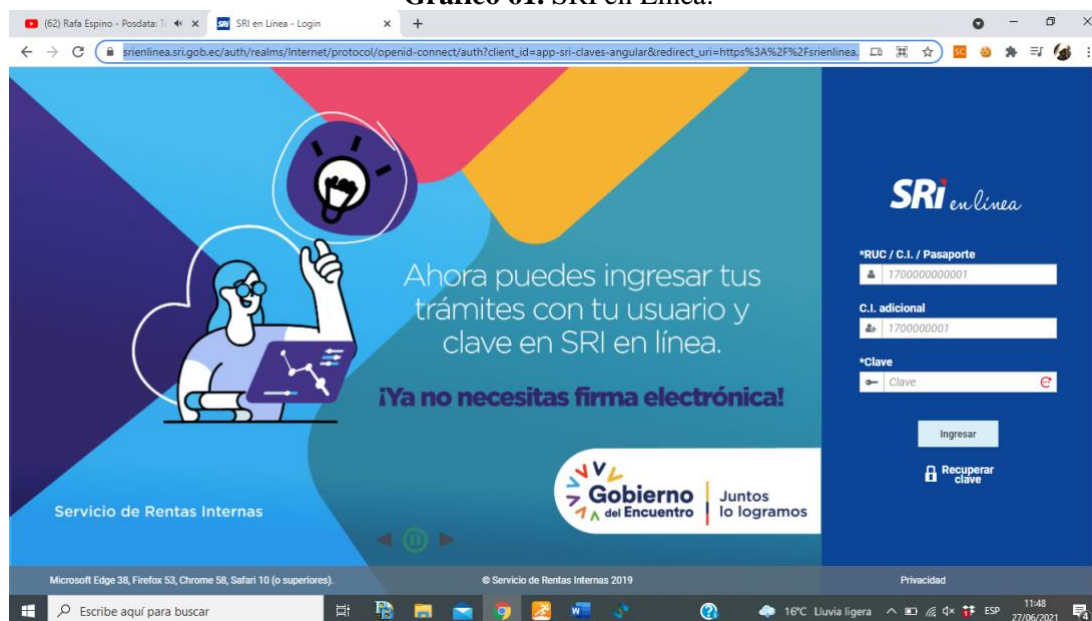 Gráfico 01. SRI en Línea.
(62) Rafa Espino - Posdata:
SRI en Línea - Login
srienlinea.sri.gob.ec/auth/realms/Internet/protocol/openid-connect/auth?client_id=app-sri-claves-angular&redirect_uri=https%3A%2F%2Fsrienlinea.
SRi en línea
*RUC / C.I. / Pasaporte
1700000000001
C.I. adicional
1700000001
*Clave
Clave
Ingresar
Recuperar
clave
Ahora puedes ingresar tus
trámites con tu usuario y
clave en SRI en línea.
¡Ya no necesitas firma electrónica!
Gobierno
del Encuentro
Juntos
lo logramos
Servicio de Rentas Internas
Microsoft Edge 38, Firefox 53, Chrome 58, Safari 10 (o superiores).
© Servicio de Rentas Internas 2019
Privacidad
Escribe aquí para buscar
16°C Lluvia ligera
ESP
11:48
27/06/2021